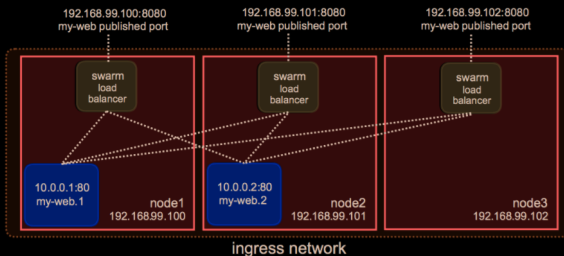 192.168.99.100:8080
my-web published port
192.168.99.101:8080
my-web published port
192.168.99.102:8080
my-web published port
swarm
load
balancer
swarm
load
balancer
swarm
load
balancer
10.0.0.1:80
my-web.1
node1
192.168.99.100
10.0.0.2:80
my-web.2
node2
192.168.99.101
node3
192.168.99.102
ingress network